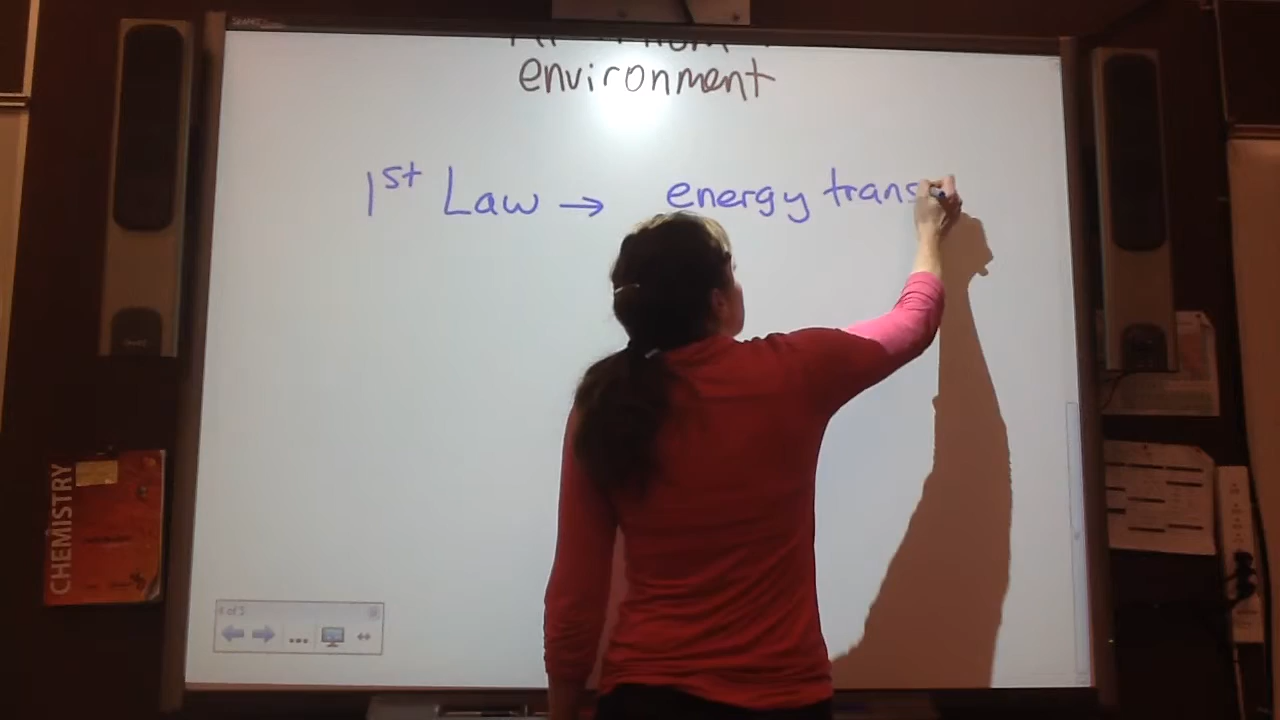 environment
1st Law → energy trans
CHEMISTRY